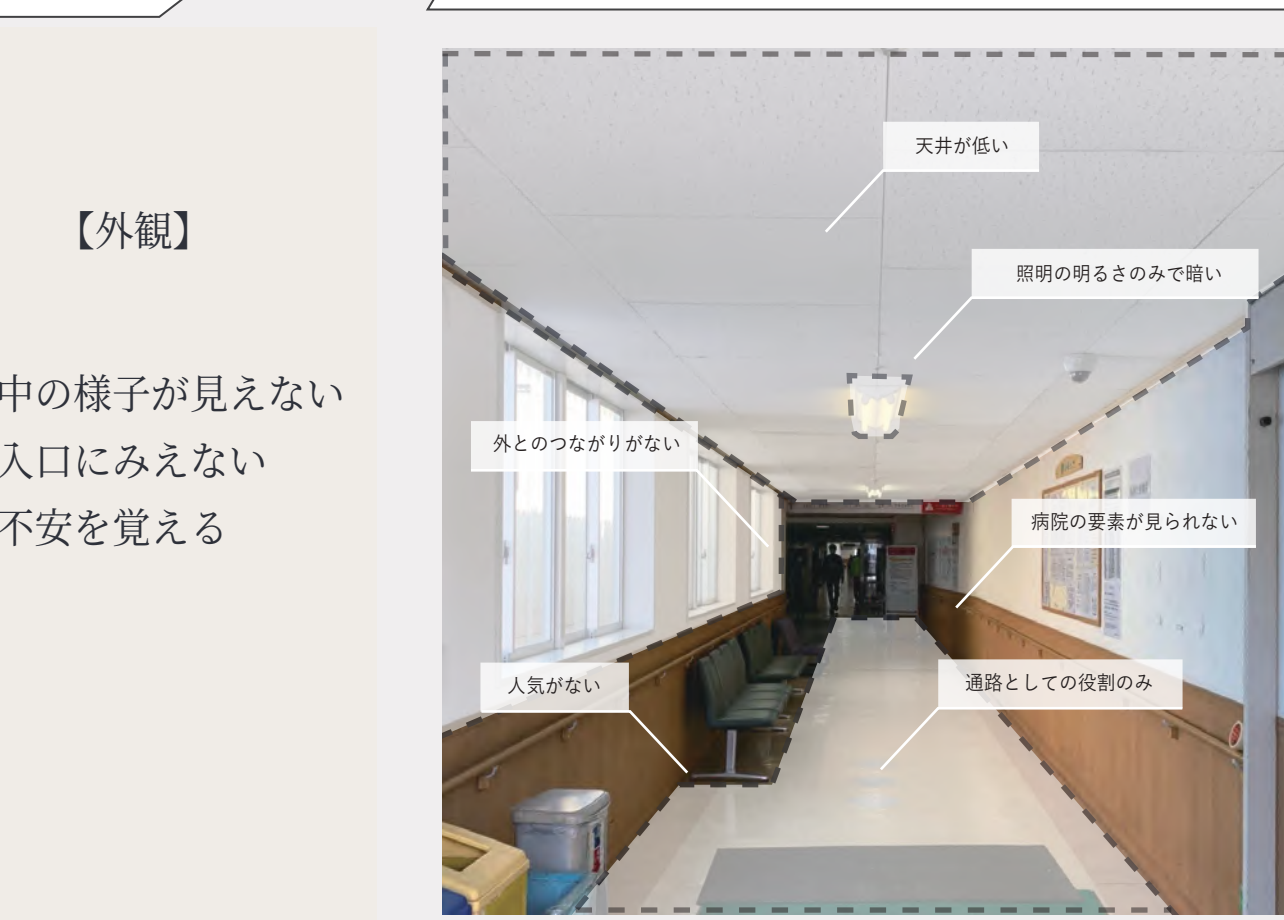 【外観】
中の様子が見えない
入口にみえない
不安を覚える
天井が低い
照明の明るさのみで暗い
外とのつながりがない
病院の要素が見られない
人気がない
通路としての役割のみ